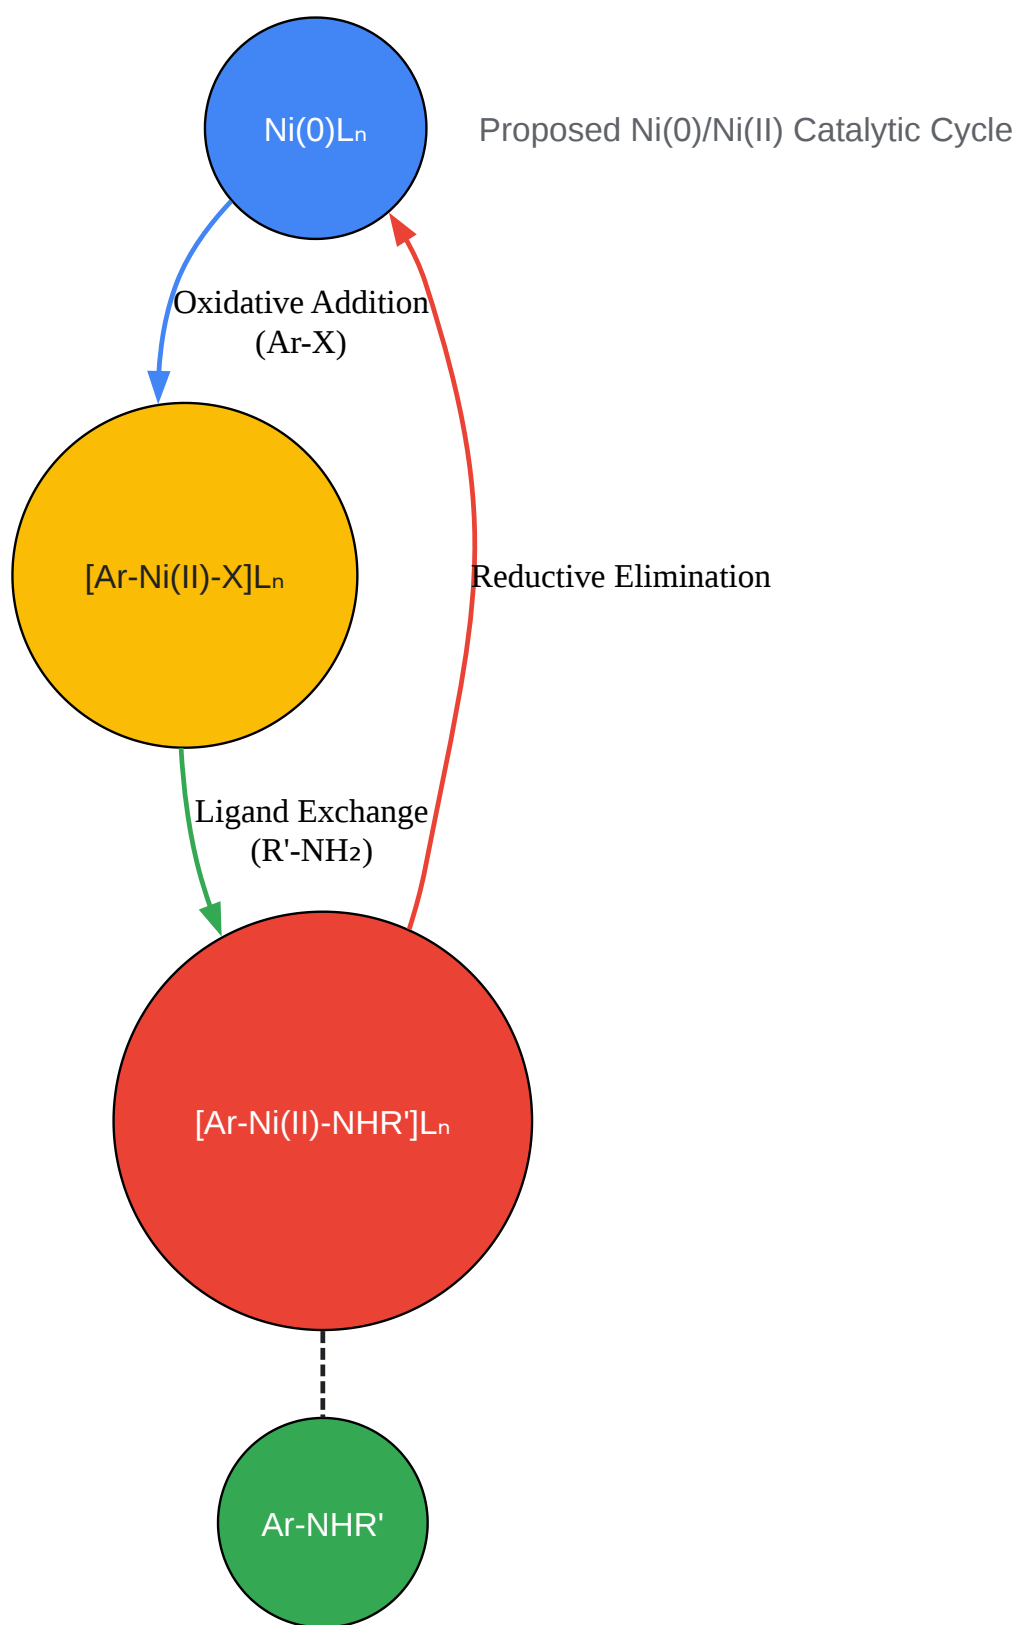 Ni(0)Lₙ
Proposed Ni(0)/Ni(II) Catalytic Cycle
Oxidative Addition
(Ar-X)
[Ar-Ni(II)-X]Lₙ
Reductive Elimination
Ligand Exchange
(R'-NH₂)
[Ar-Ni(II)-NHR']Lₙ
Ar-NHR'